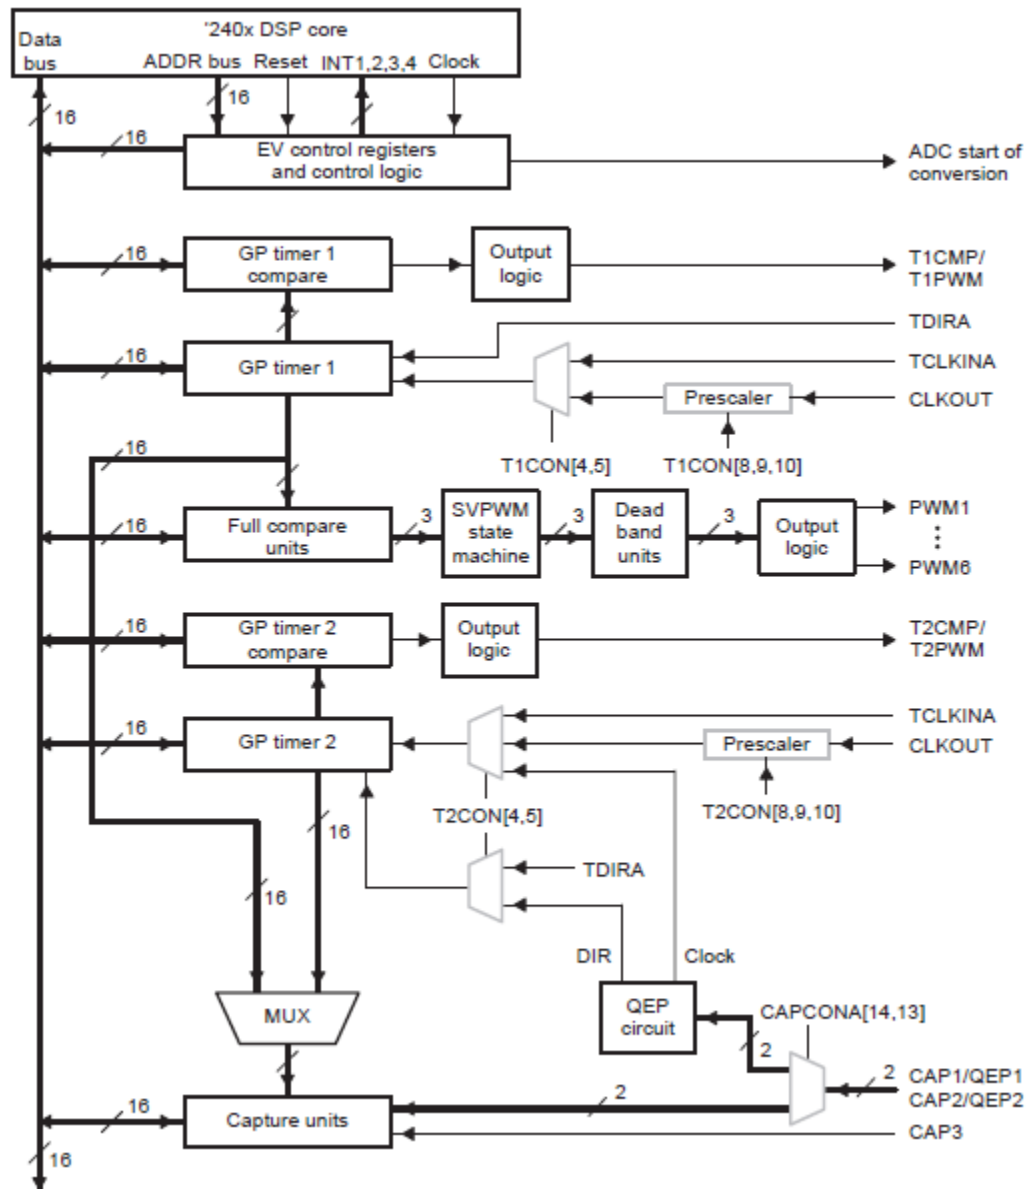 '240x DSP core
Data
bus
ADDR bus
Reset
INT1,2,3,4
Clock
16
16
16
EV control registers
and control logic
ADC start of
conversion
16
GP timer 1
compare
Output
logic
T1CMP/
T1PWM
TDIRA
16
GP timer 1
TCLKINA
Prescaler
CLKOUT
16
T1CON[4,5]
T1CON[8,9,10]
16
Full compare
units
3
SVPWM
state
machine
3
Dead
band
units
3
Output
logic
PWM1
PWM6
16
GP timer 2
compare
Output
logic
T2CMP/
T2PWM
TCLKINA
16
GP timer 2
Prescaler
CLKOUT
T2CON[4,5]
T2CON[8,9,10]
16
TDIRA
16
DIR
Clock
MUX
QEP
circuit
CAPCONA[14,13]
2
2
CAP1/QEP1
CAP2/QEP2
16
Capture units
2
CAP3
16